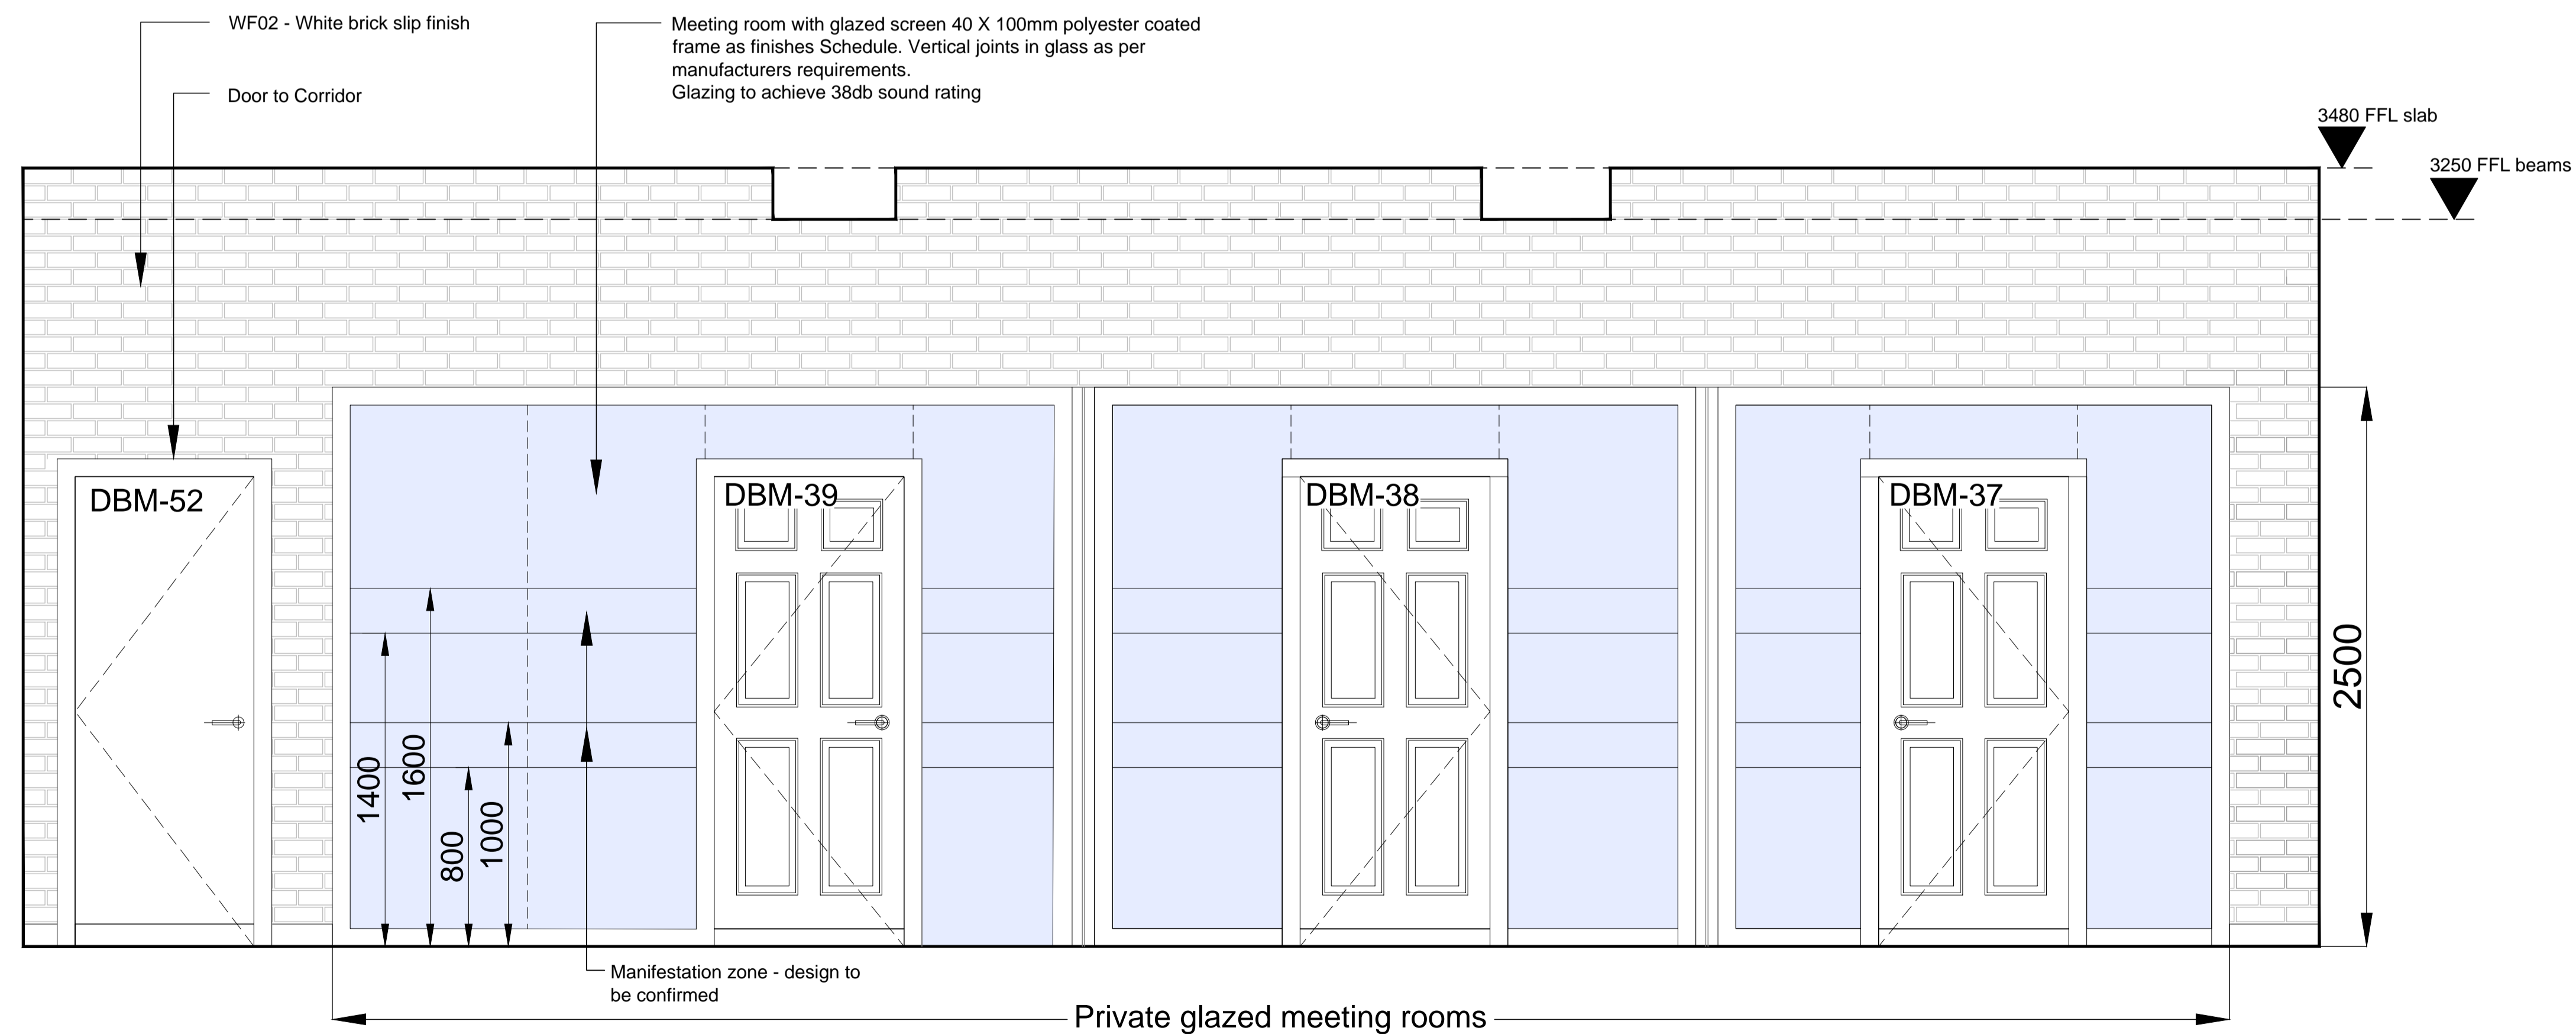 WF02 - White brick slip finish
Door to Corridor
Meeting room with glazed screen 40 X 100mm polyester coated
frame as finishes Schedule. Vertical joints in glass as per
manufacturers requirements.
Glazing to achieve 38db sound rating
3480 FFL slab
3250 FFL beams
DBM-52
DBM-39
DBM-38
DBM-37
1400
1600
800
1000
2500
Manifestation zone - design to
be confirmed
Private glazed meeting rooms